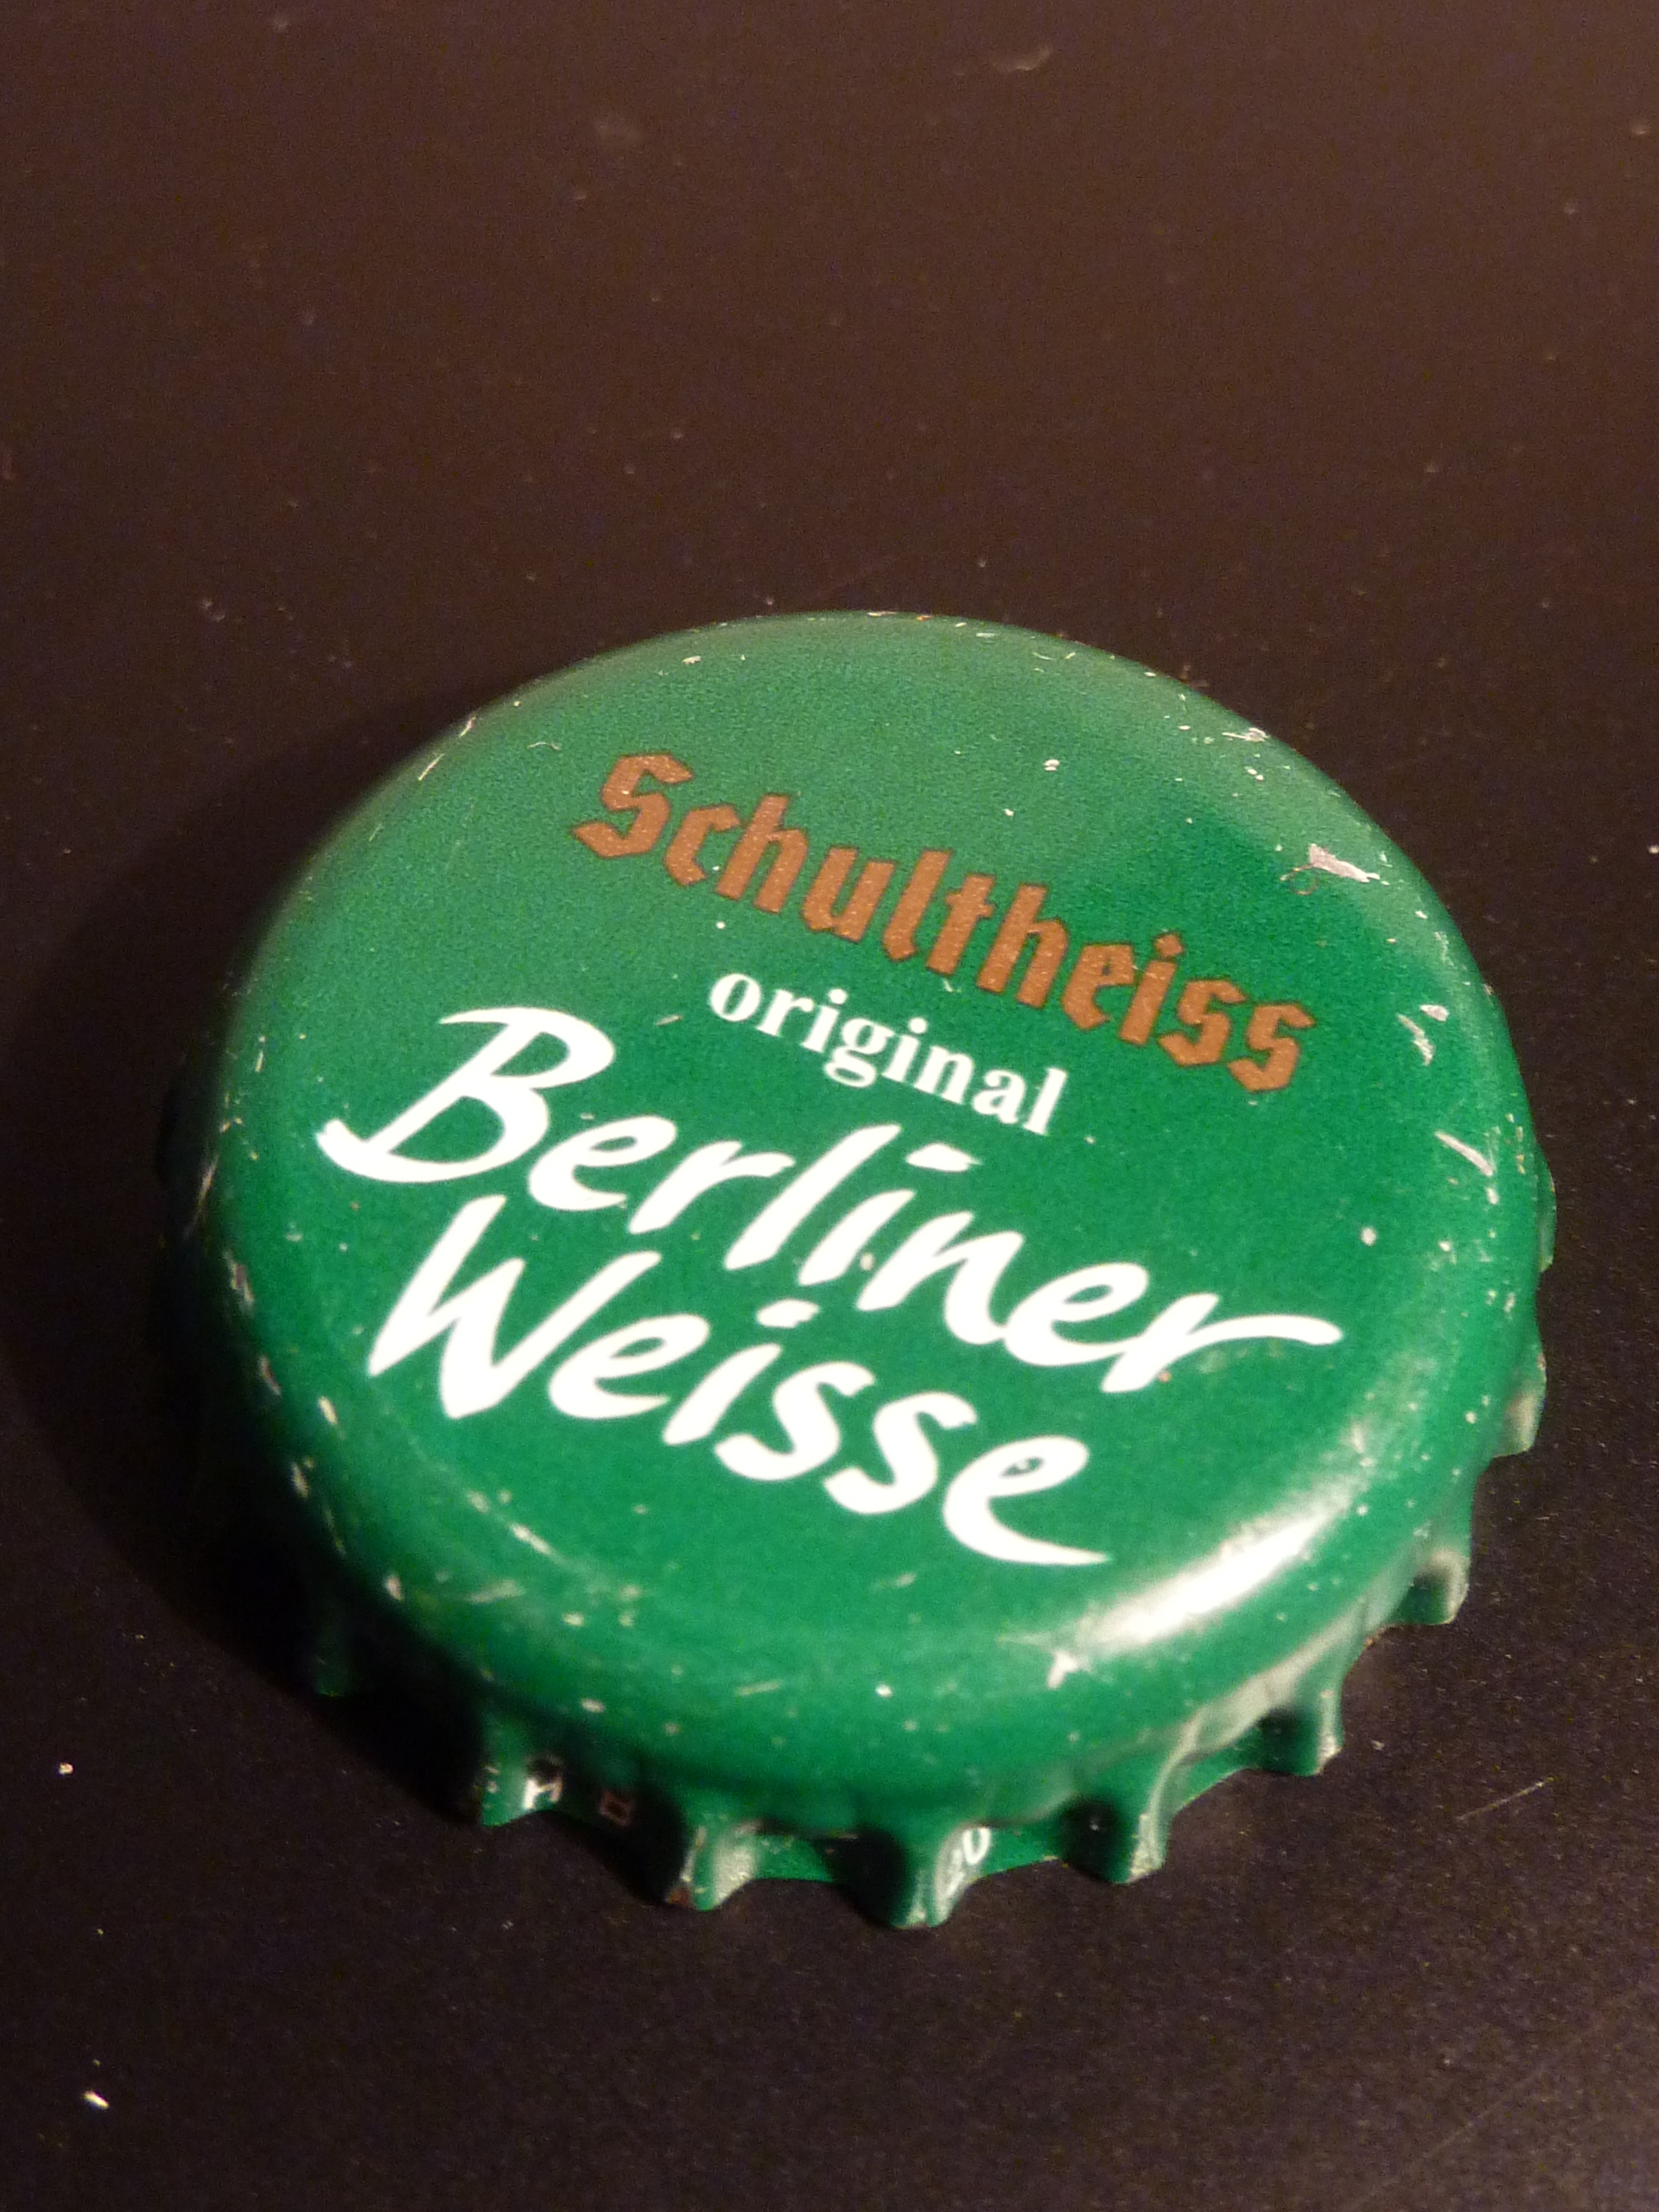 Schultheiss
original
Berliner
Weisse